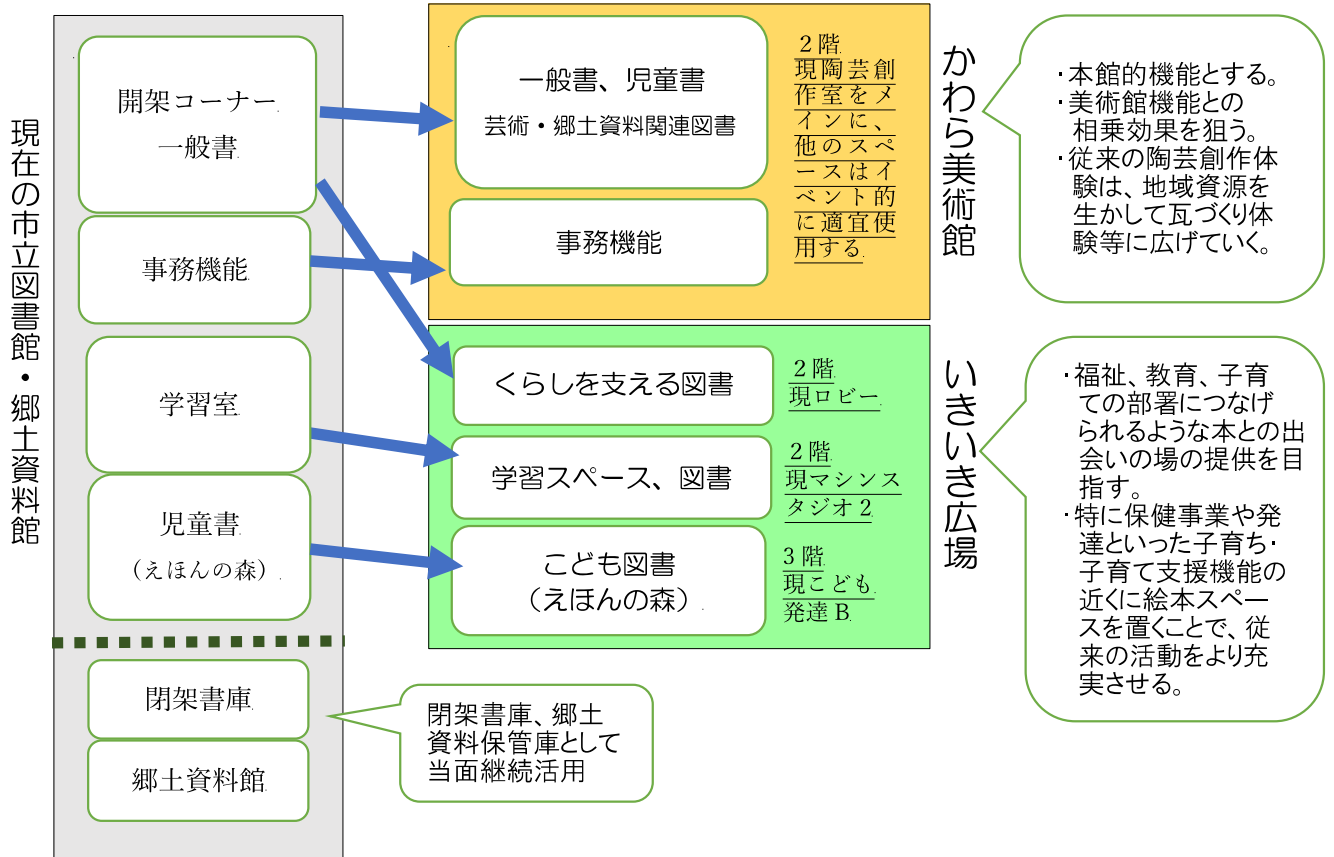 現在の市立図書館・郷土資料館
開架コーナー
一般書
事務機能
学習室
児童書
（えほんの森）
閉架書庫
郷土資料館
一般書、児童書
芸術・郷土資料関連図書
事務機能
２階
現陶芸創
作室をメ
インに、
他のスペ
ースはイ
ベント的
に適宜使
用する
かわら美術館
・本館的機能とする。
・美術館機能との
相乗効果を狙う。
・従来の陶芸創作体
験は、地域資源を
生かして瓦づくり体
験等に広げていく。
くらしを支える図書
２階
現ロビー
学習スペース、図書
２階
現マシンス
タジオ２
こども図書
（えほんの森）
３階
現こども
発達Ｂ
いきいき広場
・福祉、教育、子育
ての部署につなげ
られるような本との出
会いの場の提供を目
指す。
・特に保健事業や発
達といった子育ち・
子育て支援機能の
近くに絵本スペー
スを置くことで、従
来の活動をより充
実させる。
閉架書庫、郷土
資料保管庫として
当面継続活用